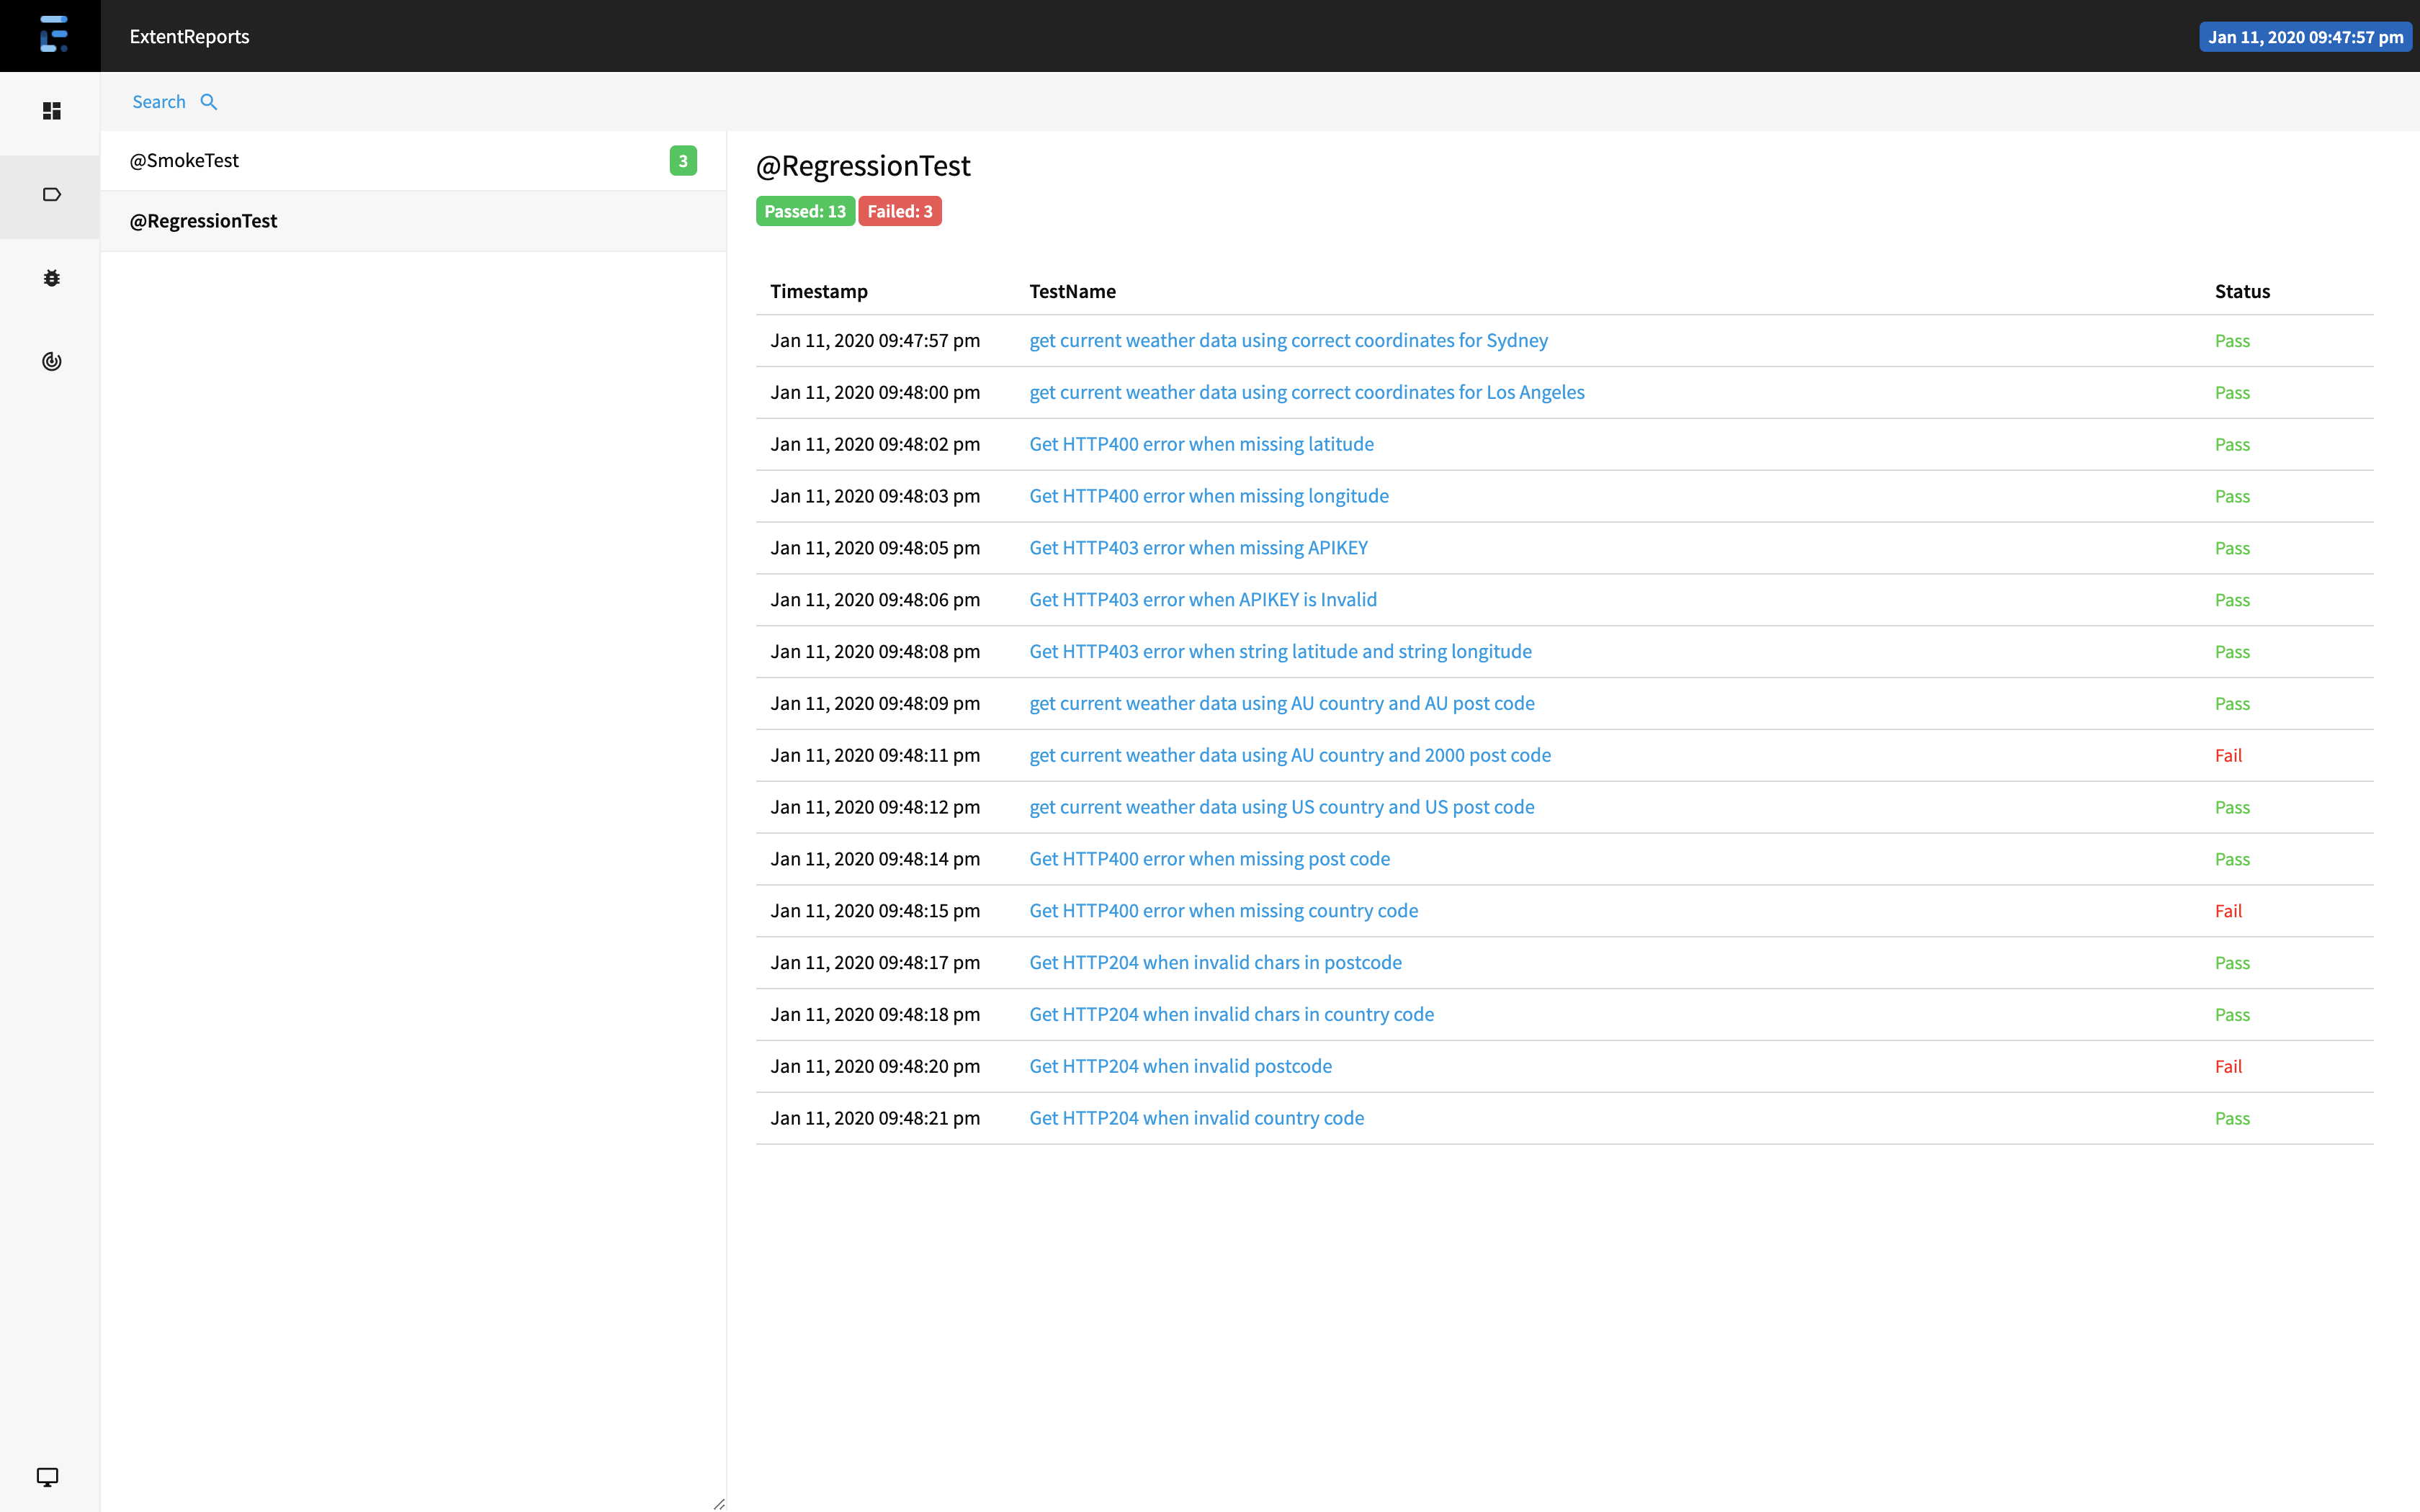 ExtentReports
Jan 11, 2020 09:47:57 pm
Search
@SmokeTest 3
@RegressionTest
@RegressionTest
Passed: 13 Failed: 3
Timestamp TestName Status
Jan 11, 2020 09:47:57 pm get current weather data using correct coordinates for Sydney Pass
Jan 11, 2020 09:48:00 pm get current weather data using correct coordinates for Los Angeles Pass
Jan 11, 2020 09:48:02 pm Get HTTP400 error when missing latitude Pass
Jan 11, 2020 09:48:03 pm Get HTTP400 error when missing longitude Pass
Jan 11, 2020 09:48:05 pm Get HTTP403 error when missing APIKEY Pass
Jan 11, 2020 09:48:06 pm Get HTTP403 error when APIKEY is Invalid Pass
Jan 11, 2020 09:48:08 pm Get HTTP403 error when string latitude and string longitude Pass
Jan 11, 2020 09:48:09 pm get current weather data using AU country and AU post code Pass
Jan 11, 2020 09:48:11 pm get current weather data using AU country and 2000 post code Fail
Jan 11, 2020 09:48:12 pm get current weather data using US country and US post code Pass
Jan 11, 2020 09:48:14 pm Get HTTP400 error when missing post code Pass
Jan 11, 2020 09:48:15 pm Get HTTP400 error when missing country code Fail
Jan 11, 2020 09:48:17 pm Get HTTP204 when invalid chars in postcode Pass
Jan 11, 2020 09:48:18 pm Get HTTP204 when invalid chars in country code Pass
Jan 11, 2020 09:48:20 pm Get HTTP204 when invalid postcode Fail
Jan 11, 2020 09:48:21 pm Get HTTP204 when invalid country code Pass